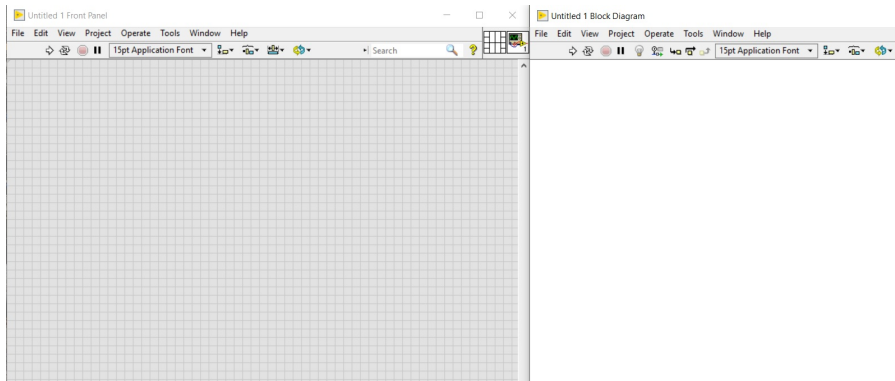 Untitled 1 Front Panel
File Edit View Project Operate Tools Window Help
15pt Application Font
Search
1
Untitled 1 Block Diagram
File Edit View Project Operate Tools Window Help
15pt Application Font